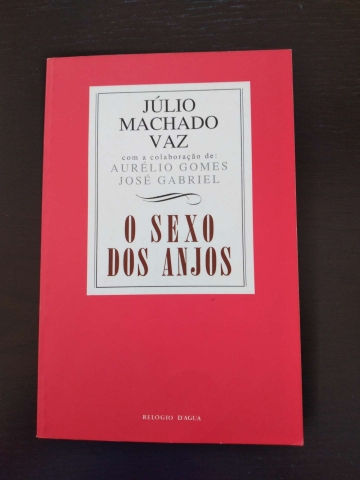 JÚLIO
MACHADO
VAZ
com a colaboração de:
AURÉLIO GOMES
JOSÉ GABRIEL
O SEXO
DOS ANJOS
RELÓGIO D'ÁGUA